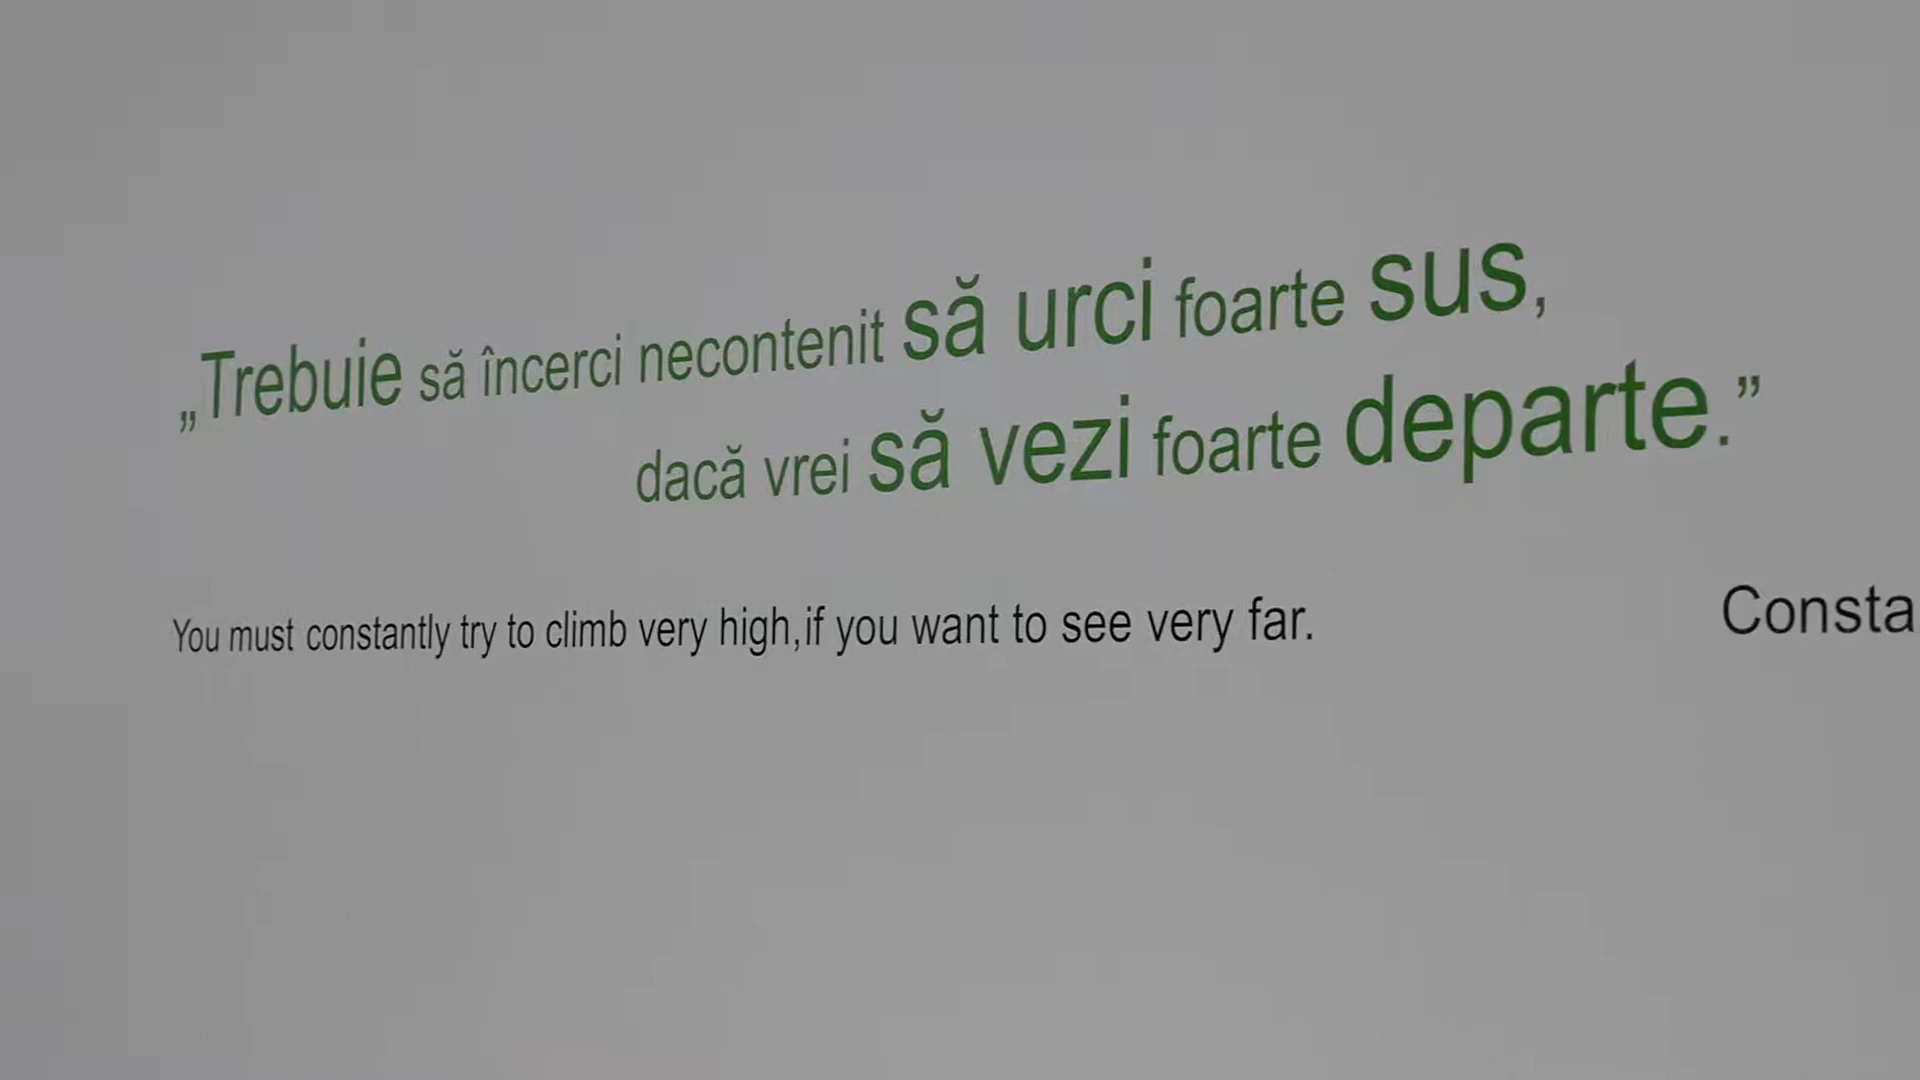 „Trebuie să încerci necontenit să urci foarte sus,
dacă vrei să vezi foarte departe.”
You must constantly try to climb very high,if you want to see very far.
Consta